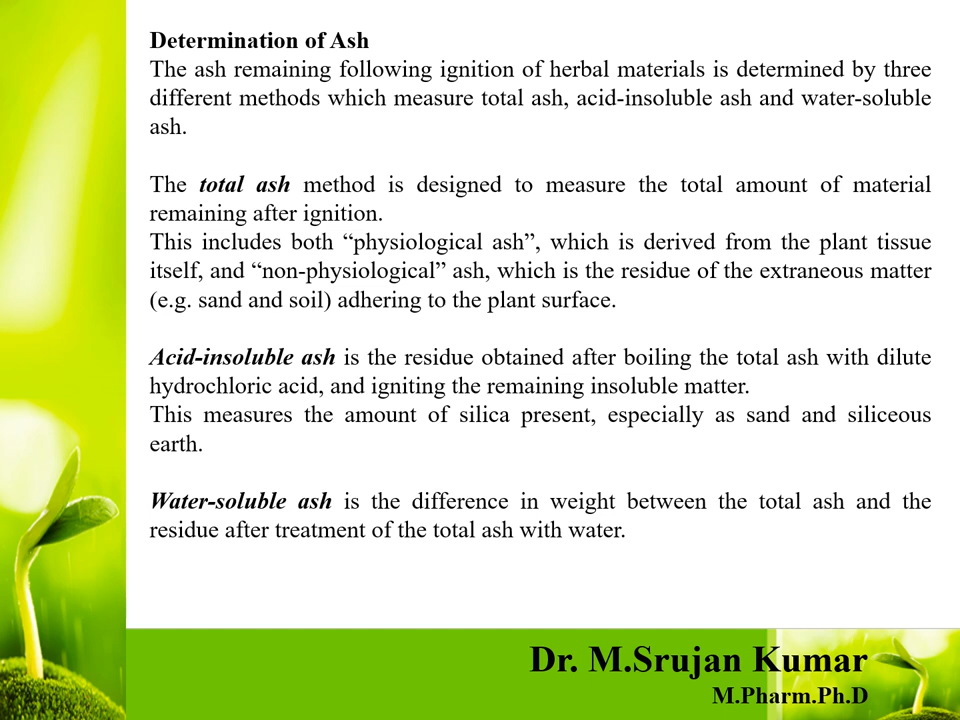 Determination of Ash
The ash remaining following ignition of herbal materials is determined by three
different methods which measure total ash, acid-insoluble ash and water-soluble
ash.
The total ash method is designed to measure the total amount of material
remaining after ignition.
This includes both “physiological ash”, which is derived from the plant tissue
itself, and “non-physiological” ash, which is the residue of the extraneous matter
(e.g. sand and soil) adhering to the plant surface.
Acid-insoluble ash is the residue obtained after boiling the total ash with dilute
hydrochloric acid, and igniting the remaining insoluble matter.
This measures the amount of silica present, especially as sand and siliceous
earth.
Water-soluble ash is the difference in weight between the total ash and the
residue after treatment of the total ash with water.
Dr. M.Srujan Kumar
M.Pharm.Ph.D